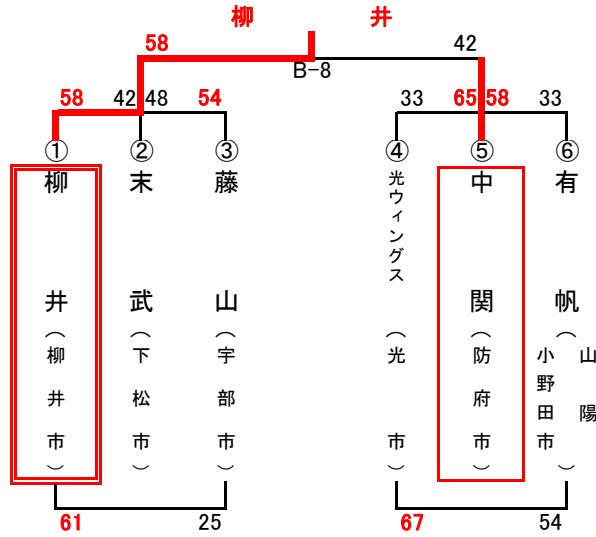 柳 井
58 42
B-8
58 42 48 54 33 65 58 33
① ② ③ ④ ⑤ ⑥
柳井（柳井市）
末武（下松市）
藤山（宇部市）
光ウィングス（光市）
中関（防府市）
有帆（山陽小野田市）
61 25 67 54